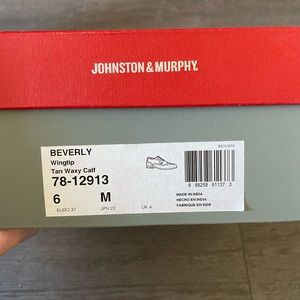 JOHNSTON & MURPHY.
BEVERLY
Wingtip
Tan Waxy Calf
78-12913
6 M
EURO 37 JPN 22 UK 4
8 88258 61137 3
MADE IN INDIA
HECHO EN INDIA
FABRIQUE EN INDE